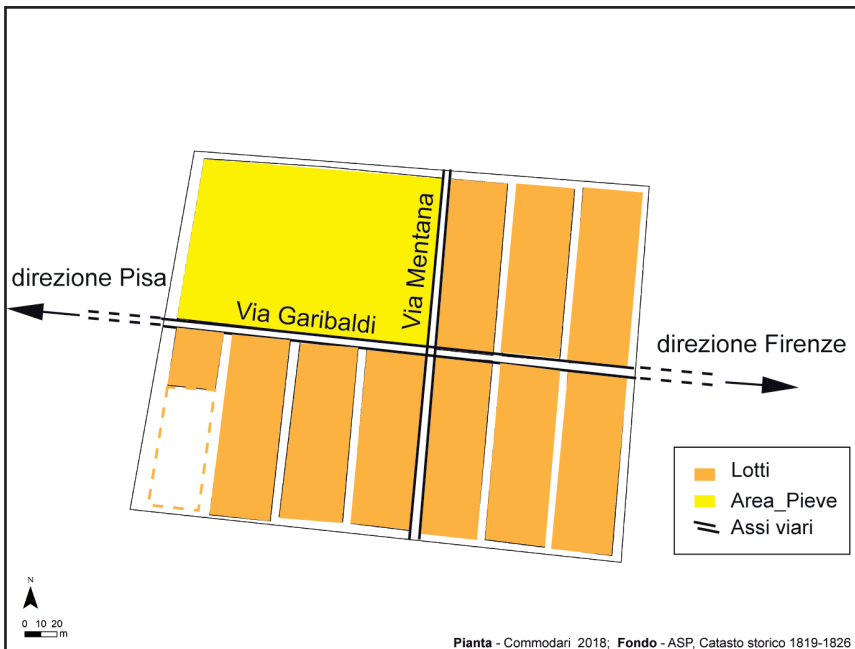 Via Mentana
direzione Pisa
Via Garibaldi
direzione Firenze
Lotti
Area_Pieve
Assi viari
N
0 10 20
m
Pianta - Commodari 2018; Fondo - ASP, Catasto storico 1819-1826